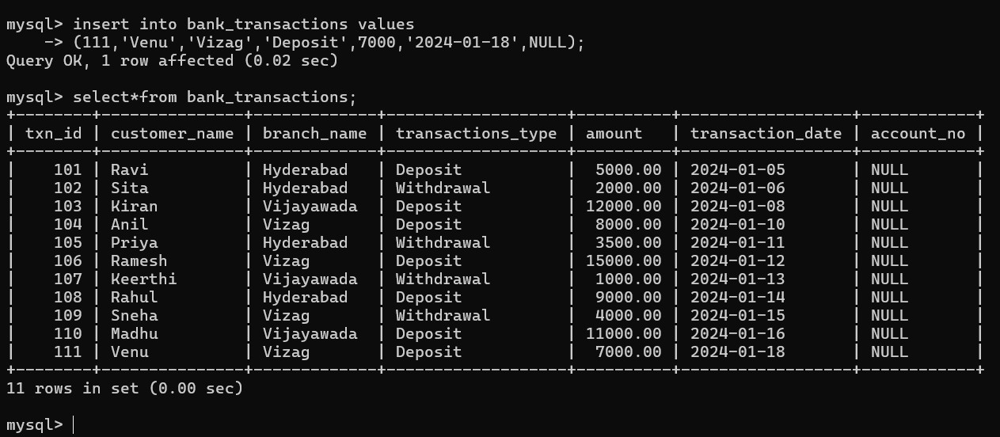 mysql> insert into bank_transactions values
    -> (111,'Venu','Vizag','Deposit',7000,'2024-01-18',NULL);
Query OK, 1 row affected (0.02 sec)
mysql> select*from bank_transactions;
+--------+---------------+-------------+-------------------+----------+------------------+------------+
| txn_id | customer_name | branch_name | transactions_type | amount   | transaction_date | account_no |
+--------+---------------+-------------+-------------------+----------+------------------+------------+
|    101 | Ravi          | Hyderabad   | Deposit           |  5000.00 | 2024-01-05       | NULL       |
|    102 | Sita          | Hyderabad   | Withdrawal        |  2000.00 | 2024-01-06       | NULL       |
|    103 | Kiran         | Vijayawada  | Deposit           | 12000.00 | 2024-01-08       | NULL       |
|    104 | Anil          | Vizag       | Deposit           |  8000.00 | 2024-01-10       | NULL       |
|    105 | Priya         | Hyderabad   | Withdrawal        |  3500.00 | 2024-01-11       | NULL       |
|    106 | Ramesh        | Vizag       | Deposit           | 15000.00 | 2024-01-12       | NULL       |
|    107 | Keerthi       | Vijayawada  | Withdrawal        |  1000.00 | 2024-01-13       | NULL       |
|    108 | Rahul         | Hyderabad   | Deposit           |  9000.00 | 2024-01-14       | NULL       |
|    109 | Sneha         | Vizag       | Withdrawal        |  4000.00 | 2024-01-15       | NULL       |
|    110 | Madhu         | Vijayawada  | Deposit           | 11000.00 | 2024-01-16       | NULL       |
|    111 | Venu          | Vizag       | Deposit           |  7000.00 | 2024-01-18       | NULL       |
+--------+---------------+-------------+-------------------+----------+------------------+------------+
11 rows in set (0.00 sec)
mysql>